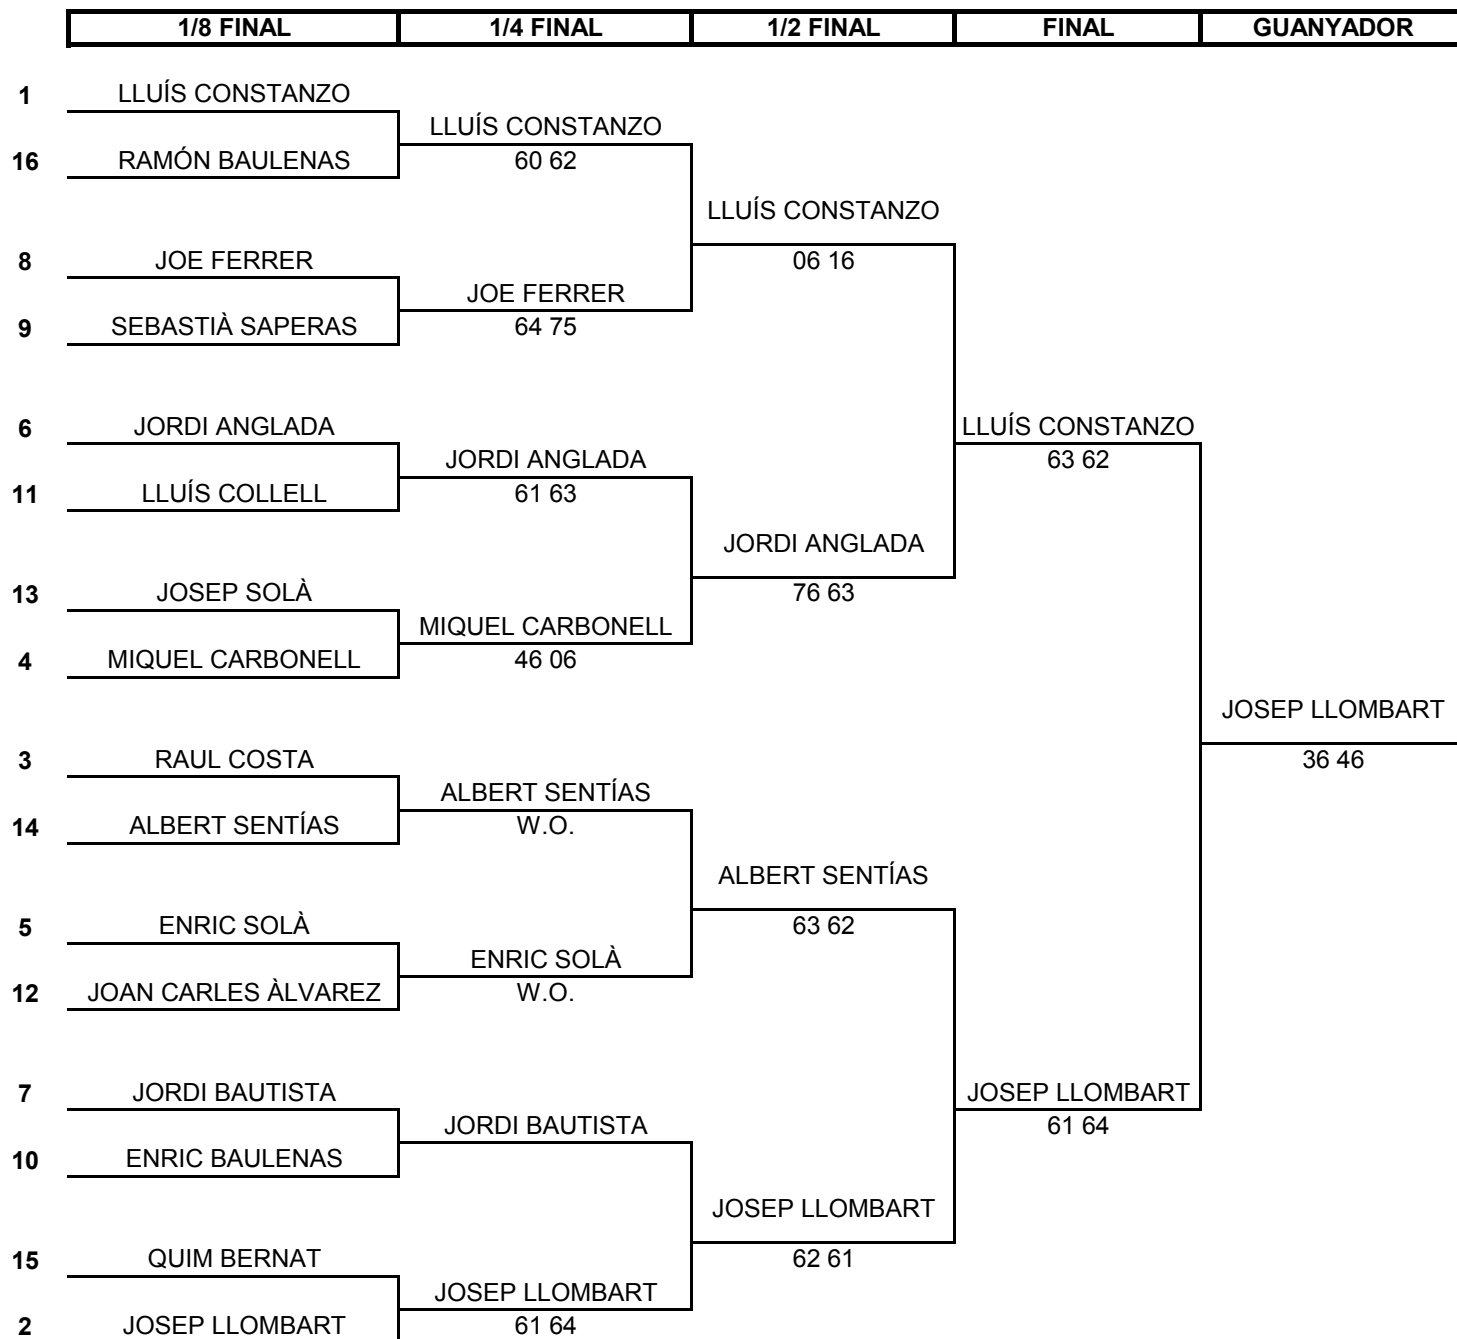 1/8 FINAL 1/4 FINAL 1/2 FINAL FINAL GUANYADOR
1 LLUÍS CONSTANZO
LLUÍS CONSTANZO
16 RAMÓN BAULENAS 60 62
LLUÍS CONSTANZO
8 JOE FERRER 06 16
JOE FERRER
9 SEBASTIÀ SAPERAS 64 75
6 JORDI ANGLADA LLUÍS CONSTANZO
JORDI ANGLADA 63 62
11 LLUÍS COLLELL 61 63
JORDI ANGLADA
13 JOSEP SOLÀ 76 63
MIQUEL CARBONELL
4 MIQUEL CARBONELL 46 06
JOSEP LLOMBART
3 RAUL COSTA 36 46
ALBERT SENTÍAS
14 ALBERT SENTÍAS W.O.
ALBERT SENTÍAS
5 ENRIC SOLÀ 63 62
ENRIC SOLÀ
12 JOAN CARLES ÀLVAREZ W.O.
7 JORDI BAUTISTA JOSEP LLOMBART
JORDI BAUTISTA 61 64
10 ENRIC BAULENAS
JOSEP LLOMBART
15 QUIM BERNAT 62 61
JOSEP LLOMBART
2 JOSEP LLOMBART 61 64